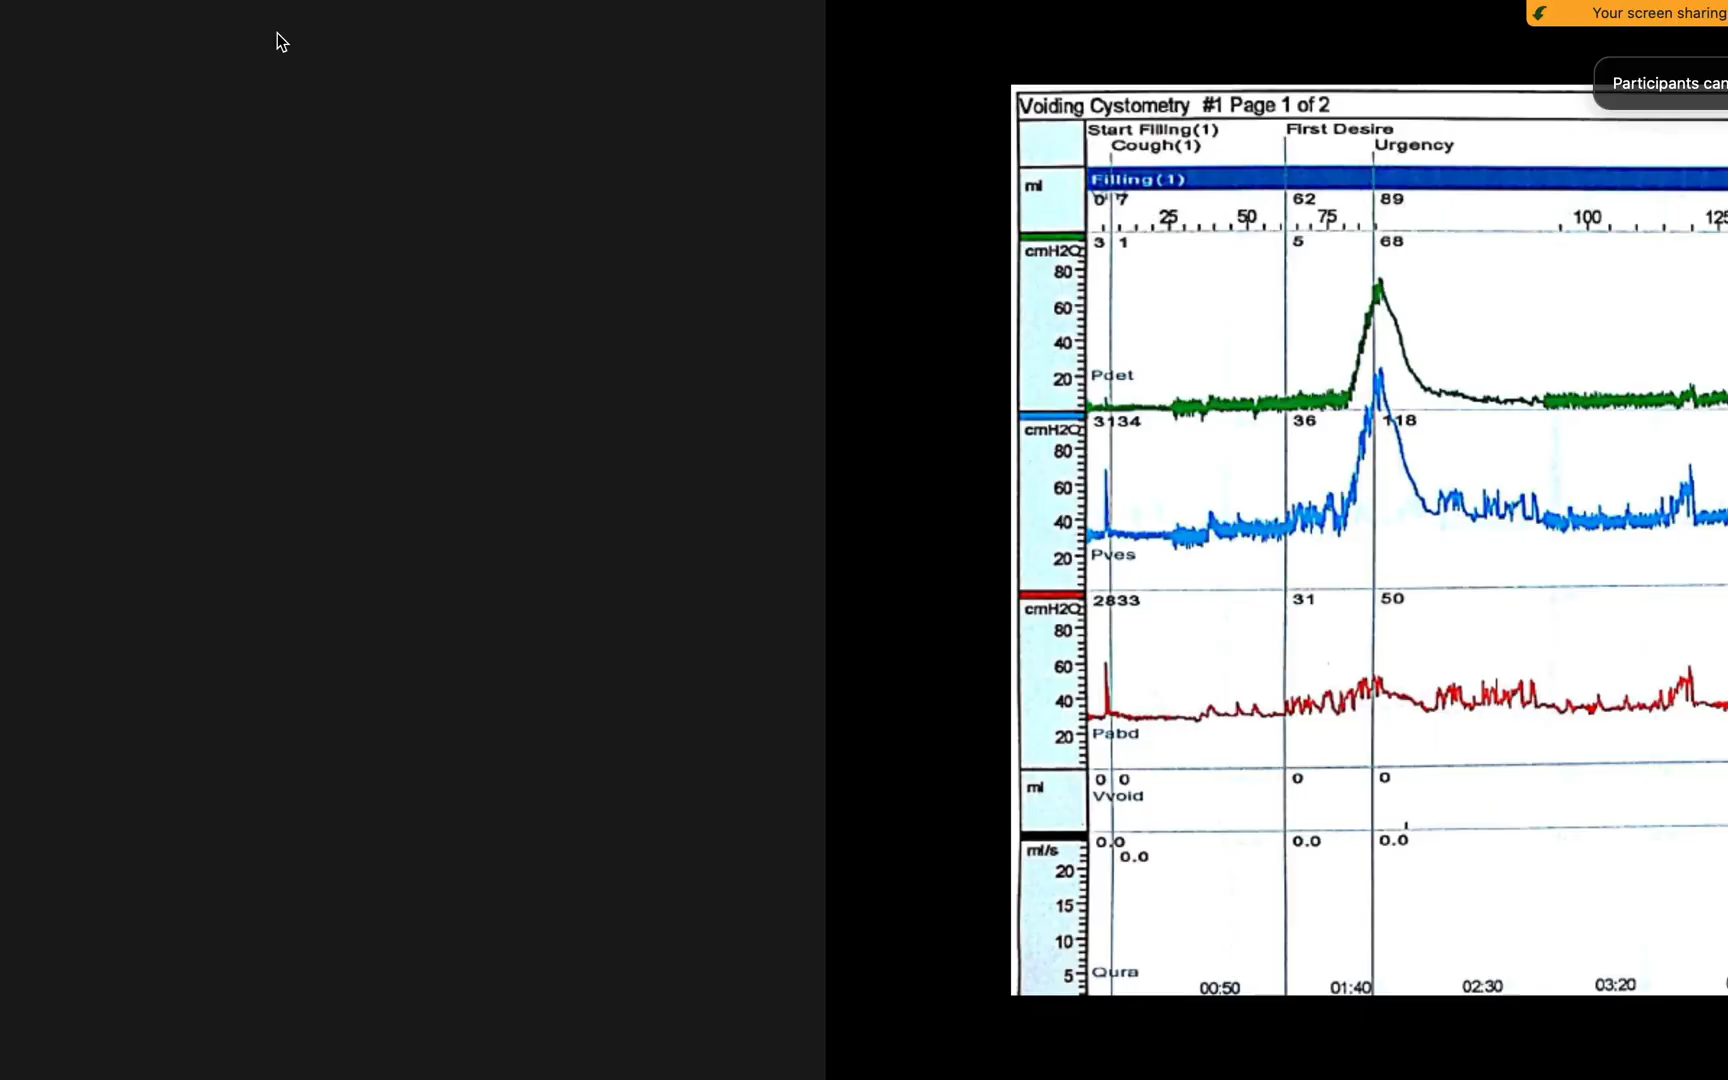 Your screen sharing
Participants can
Voiding Cystometry #1 Page 1 of 2
Start Filling(1)
First Desire
Cough(1)
Urgency
ml
Filling(1)
0 7
62
89
25
50
75
100
125
3 1
5
68
cmH2O
80
60
40
20
Pdet
3134
36
118
cmH2O
80
60
40
20
Pves
2833
31
50
cmH2O
80
60
40
20
Pabd
0 0
0
0
ml
Vvoid
0.0
0.0
0.0
0.0
ml/s
20
15
10
5
Qura
00:50
01:40
02:30
03:20